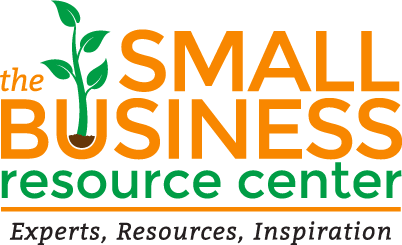 the SMALL
BUSINESS
resource center
Experts, Resources, Inspiration